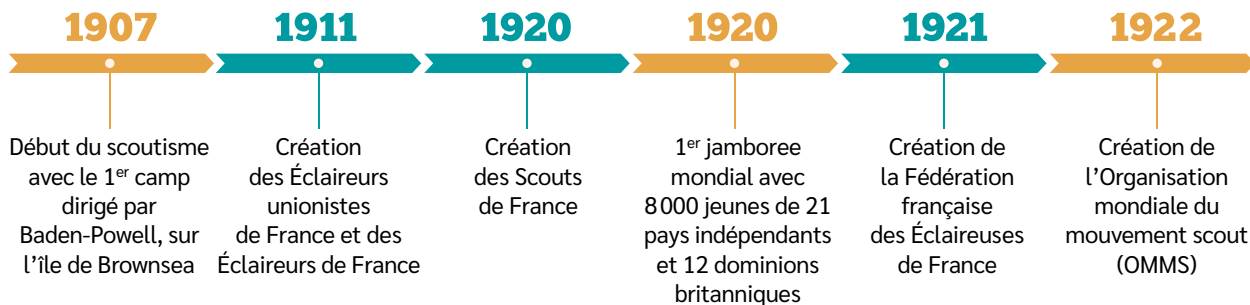 1907
Début du scoutisme
avec le 1er camp
dirigé par
Baden-Powell, sur
l’île de Brownsea
1911
Création
des Éclaireurs
unionistes
de France et des
Éclaireurs de France
1920
Création
des Scouts
de France
1920
1er jamboree
mondial avec
8 000 jeunes de 21
pays indépendants
et 12 dominions
britanniques
1921
Création de
la Fédération
française
des Éclaireuses
de France
1922
Création de
l’Organisation
mondiale du
mouvement scout
(OMMS)